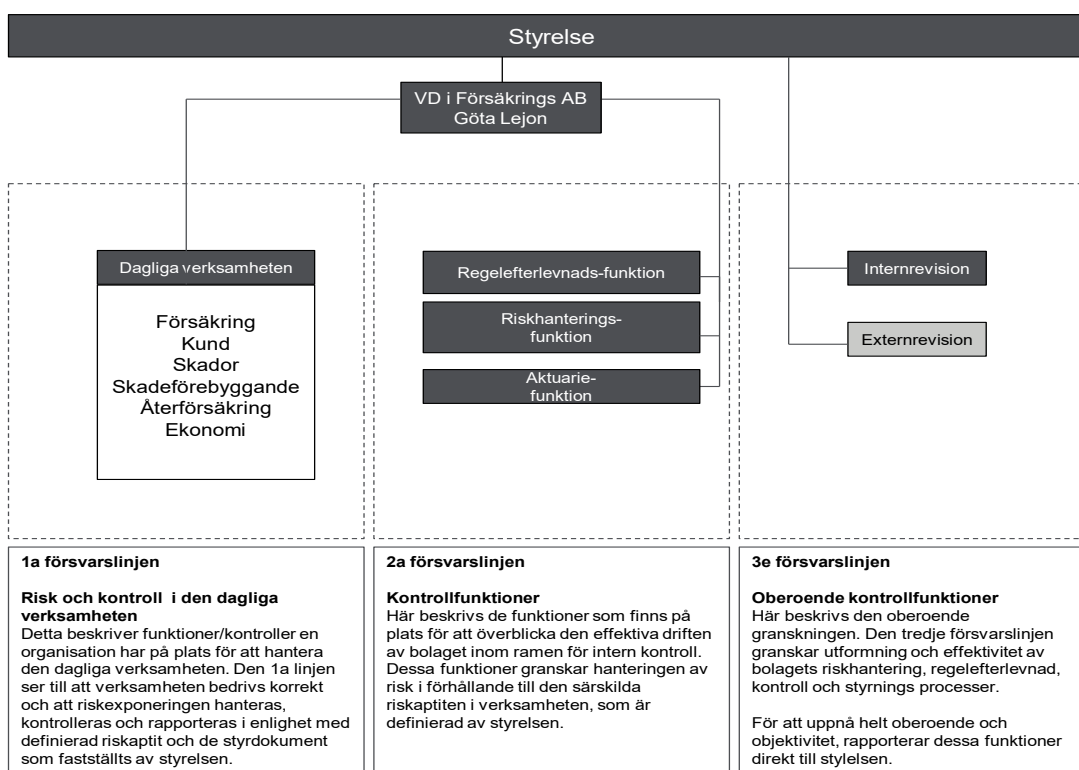 Styrelse
VD i Försäkrings AB
Göta Lejon
Dagliga verksamheten
Försäkring
Kund
Skador
Skadeförebyggande
Återförsäkring
Ekonomi
Regelefterlevnads-funktion
Riskhanterings-
funktion
Aktuarie-
funktion
Internrevision
Externrevision
1a försvarslinjen
Risk och kontroll i den dagliga
verksamheten
Detta beskriver funktioner/kontroller en
organisation har på plats för att hantera
den dagliga verksamheten. Den 1a linjen
ser till att verksamheten bedrivs korrekt
och att riskexponeringen hanteras,
kontrolleras och rapporteras i enlighet med
definierad riskaptit och de styrdokument
som fastställts av styrelsen.
2a försvarslinjen
Kontrollfunktioner
Här beskrivs de funktioner som finns på
plats för att överblicka den effektiva driften
av bolaget inom ramen för intern kontroll.
Dessa funktioner granskar hanteringen av
risk i förhållande till den särskilda
riskaptiten i verksamheten, som är
definierad av styrelsen.
3e försvarslinjen
Oberoende kontrollfunktioner
Här beskrivs den oberoende
granskningen. Den tredje försvarslinjen
granskar utformning och effektivitet av
bolagets riskhantering, regelefterlevnad,
kontroll och styrnings processer.
För att uppnå helt oberoende och
objektivitet, rapporterar dessa funktioner
direkt till stylelsen.